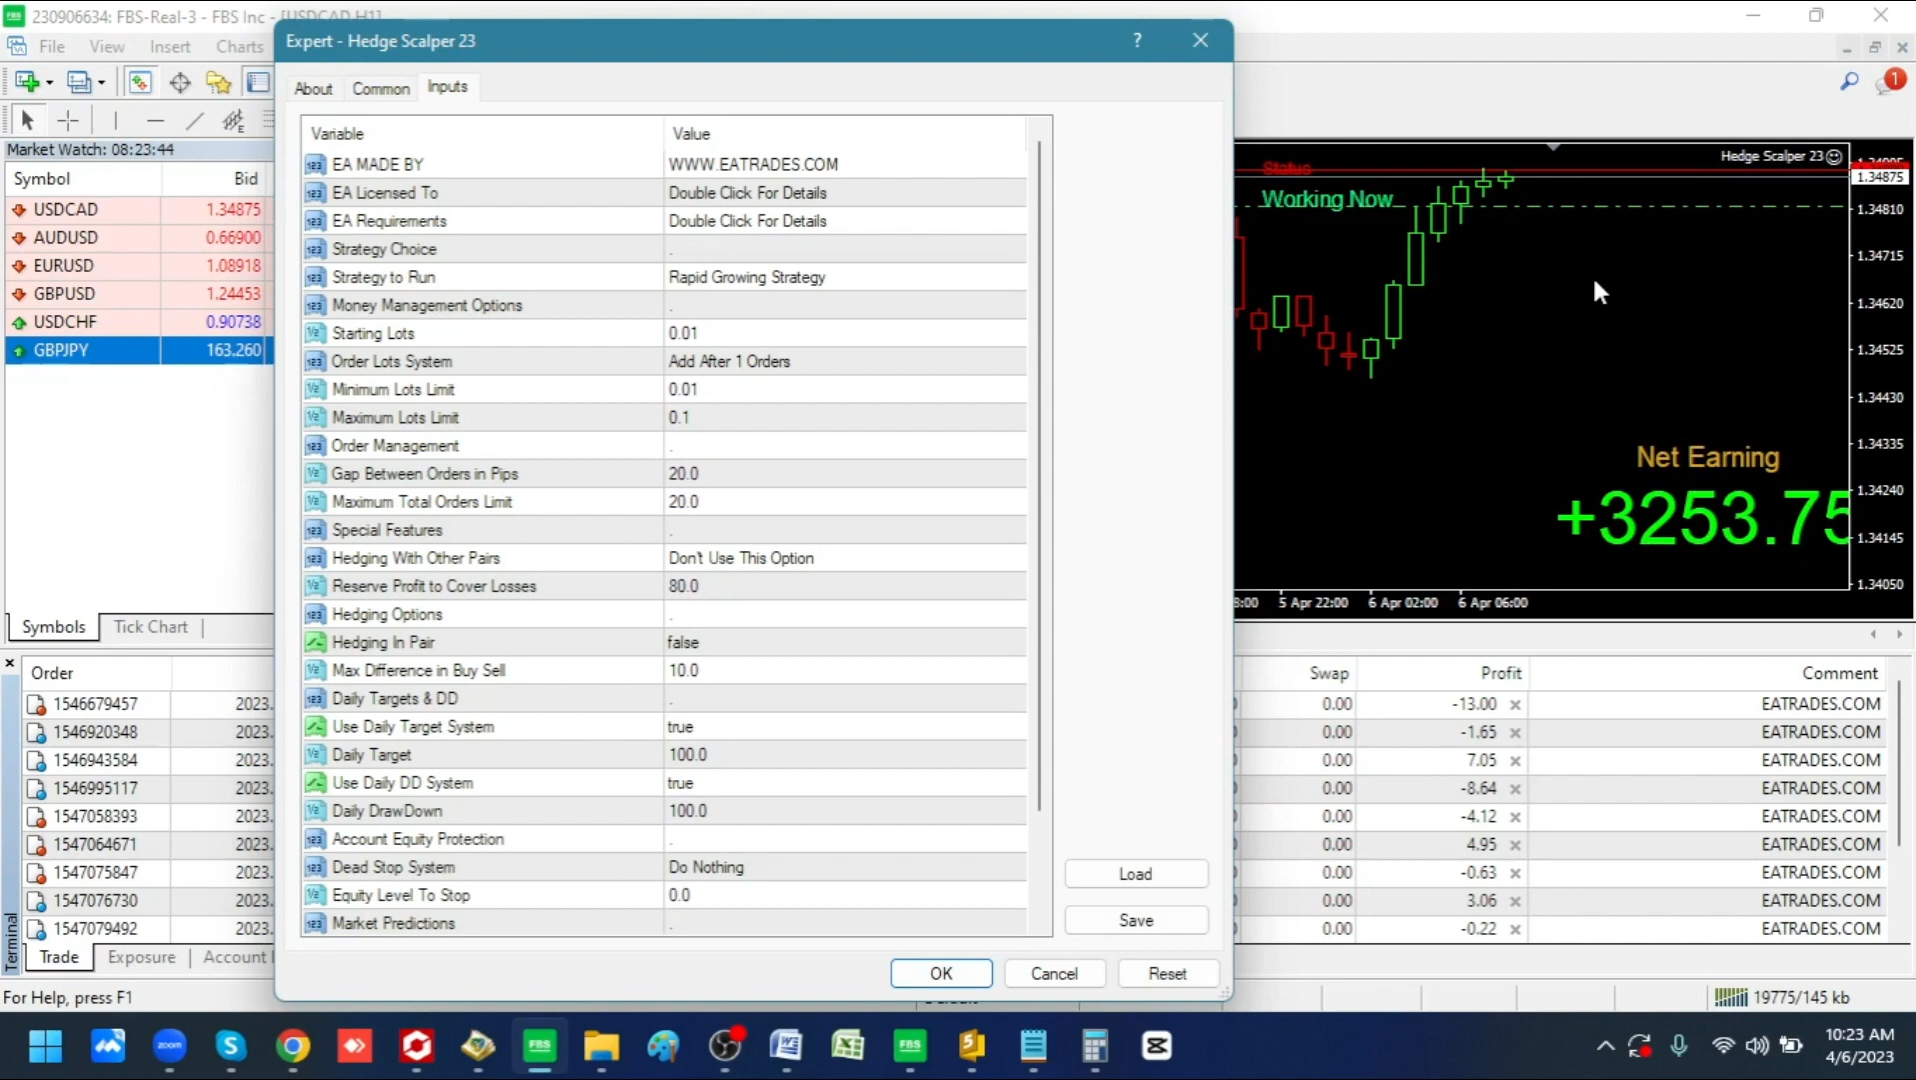 230906634: FBS-Real-3 - FBS Inc - [USDCAD,H1]
File View Insert Charts
Market Watch: 08:23:44
Symbol Bid
USDCAD 1.34875
AUDUSD 0.66900
EURUSD 1.08918
GBPUSD 1.24453
USDCHF 0.90738
GBPJPY 163.260
Symbols Tick Chart
Expert - Hedge Scalper 23
About Common Inputs
Variable Value
EA MADE BY WWW.EATRADES.COM
EA Licensed To Double Click For Details
EA Requirements Double Click For Details
Strategy Choice .
Strategy to Run Rapid Growing Strategy
Money Management Options .
Starting Lots 0.01
Order Lots System Add After 1 Orders
Minimum Lots Limit 0.01
Maximum Lots Limit 0.1
Order Management .
Gap Between Orders in Pips 20.0
Maximum Total Orders Limit 20.0
Special Features .
Hedging With Other Pairs Don't Use This Option
Reserve Profit to Cover Losses 80.0
Hedging Options .
Hedging In Pair false
Max Difference in Buy Sell 10.0
Daily Targets & DD .
Use Daily Target System true
Daily Target 100.0
Use Daily DD System true
Daily DrawDown 100.0
Account Equity Protection .
Dead Stop System Do Nothing
Equity Level To Stop 0.0
Market Predictions .
Load
Save
OK Cancel Reset
1
Hedge Scalper 23
Status
Working Now
1.34875
1.34810
1.34715
1.34620
1.34525
1.34430
1.34335
1.34240
1.34145
1.34050
Net Earning
+3253.75
5 Apr 22:00 6 Apr 02:00 6 Apr 06:00
Order Swap Profit Comment
1546679457 2023. 0.00 -13.00 EATRADES.COM
1546920348 2023. 0.00 -1.65 EATRADES.COM
1546943584 2023. 0.00 7.05 EATRADES.COM
1546995117 2023. 0.00 -8.64 EATRADES.COM
1547058393 2023. 0.00 -4.12 EATRADES.COM
1547064671 2023. 0.00 4.95 EATRADES.COM
1547075847 2023. 0.00 -0.63 EATRADES.COM
1547076730 2023. 0.00 3.06 EATRADES.COM
1547079492 2023. 0.00 -0.22 EATRADES.COM
Terminal
Trade Exposure Account
For Help, press F1
19775/145 kb
zoom
FBS
FBS
10:23 AM
4/6/2023